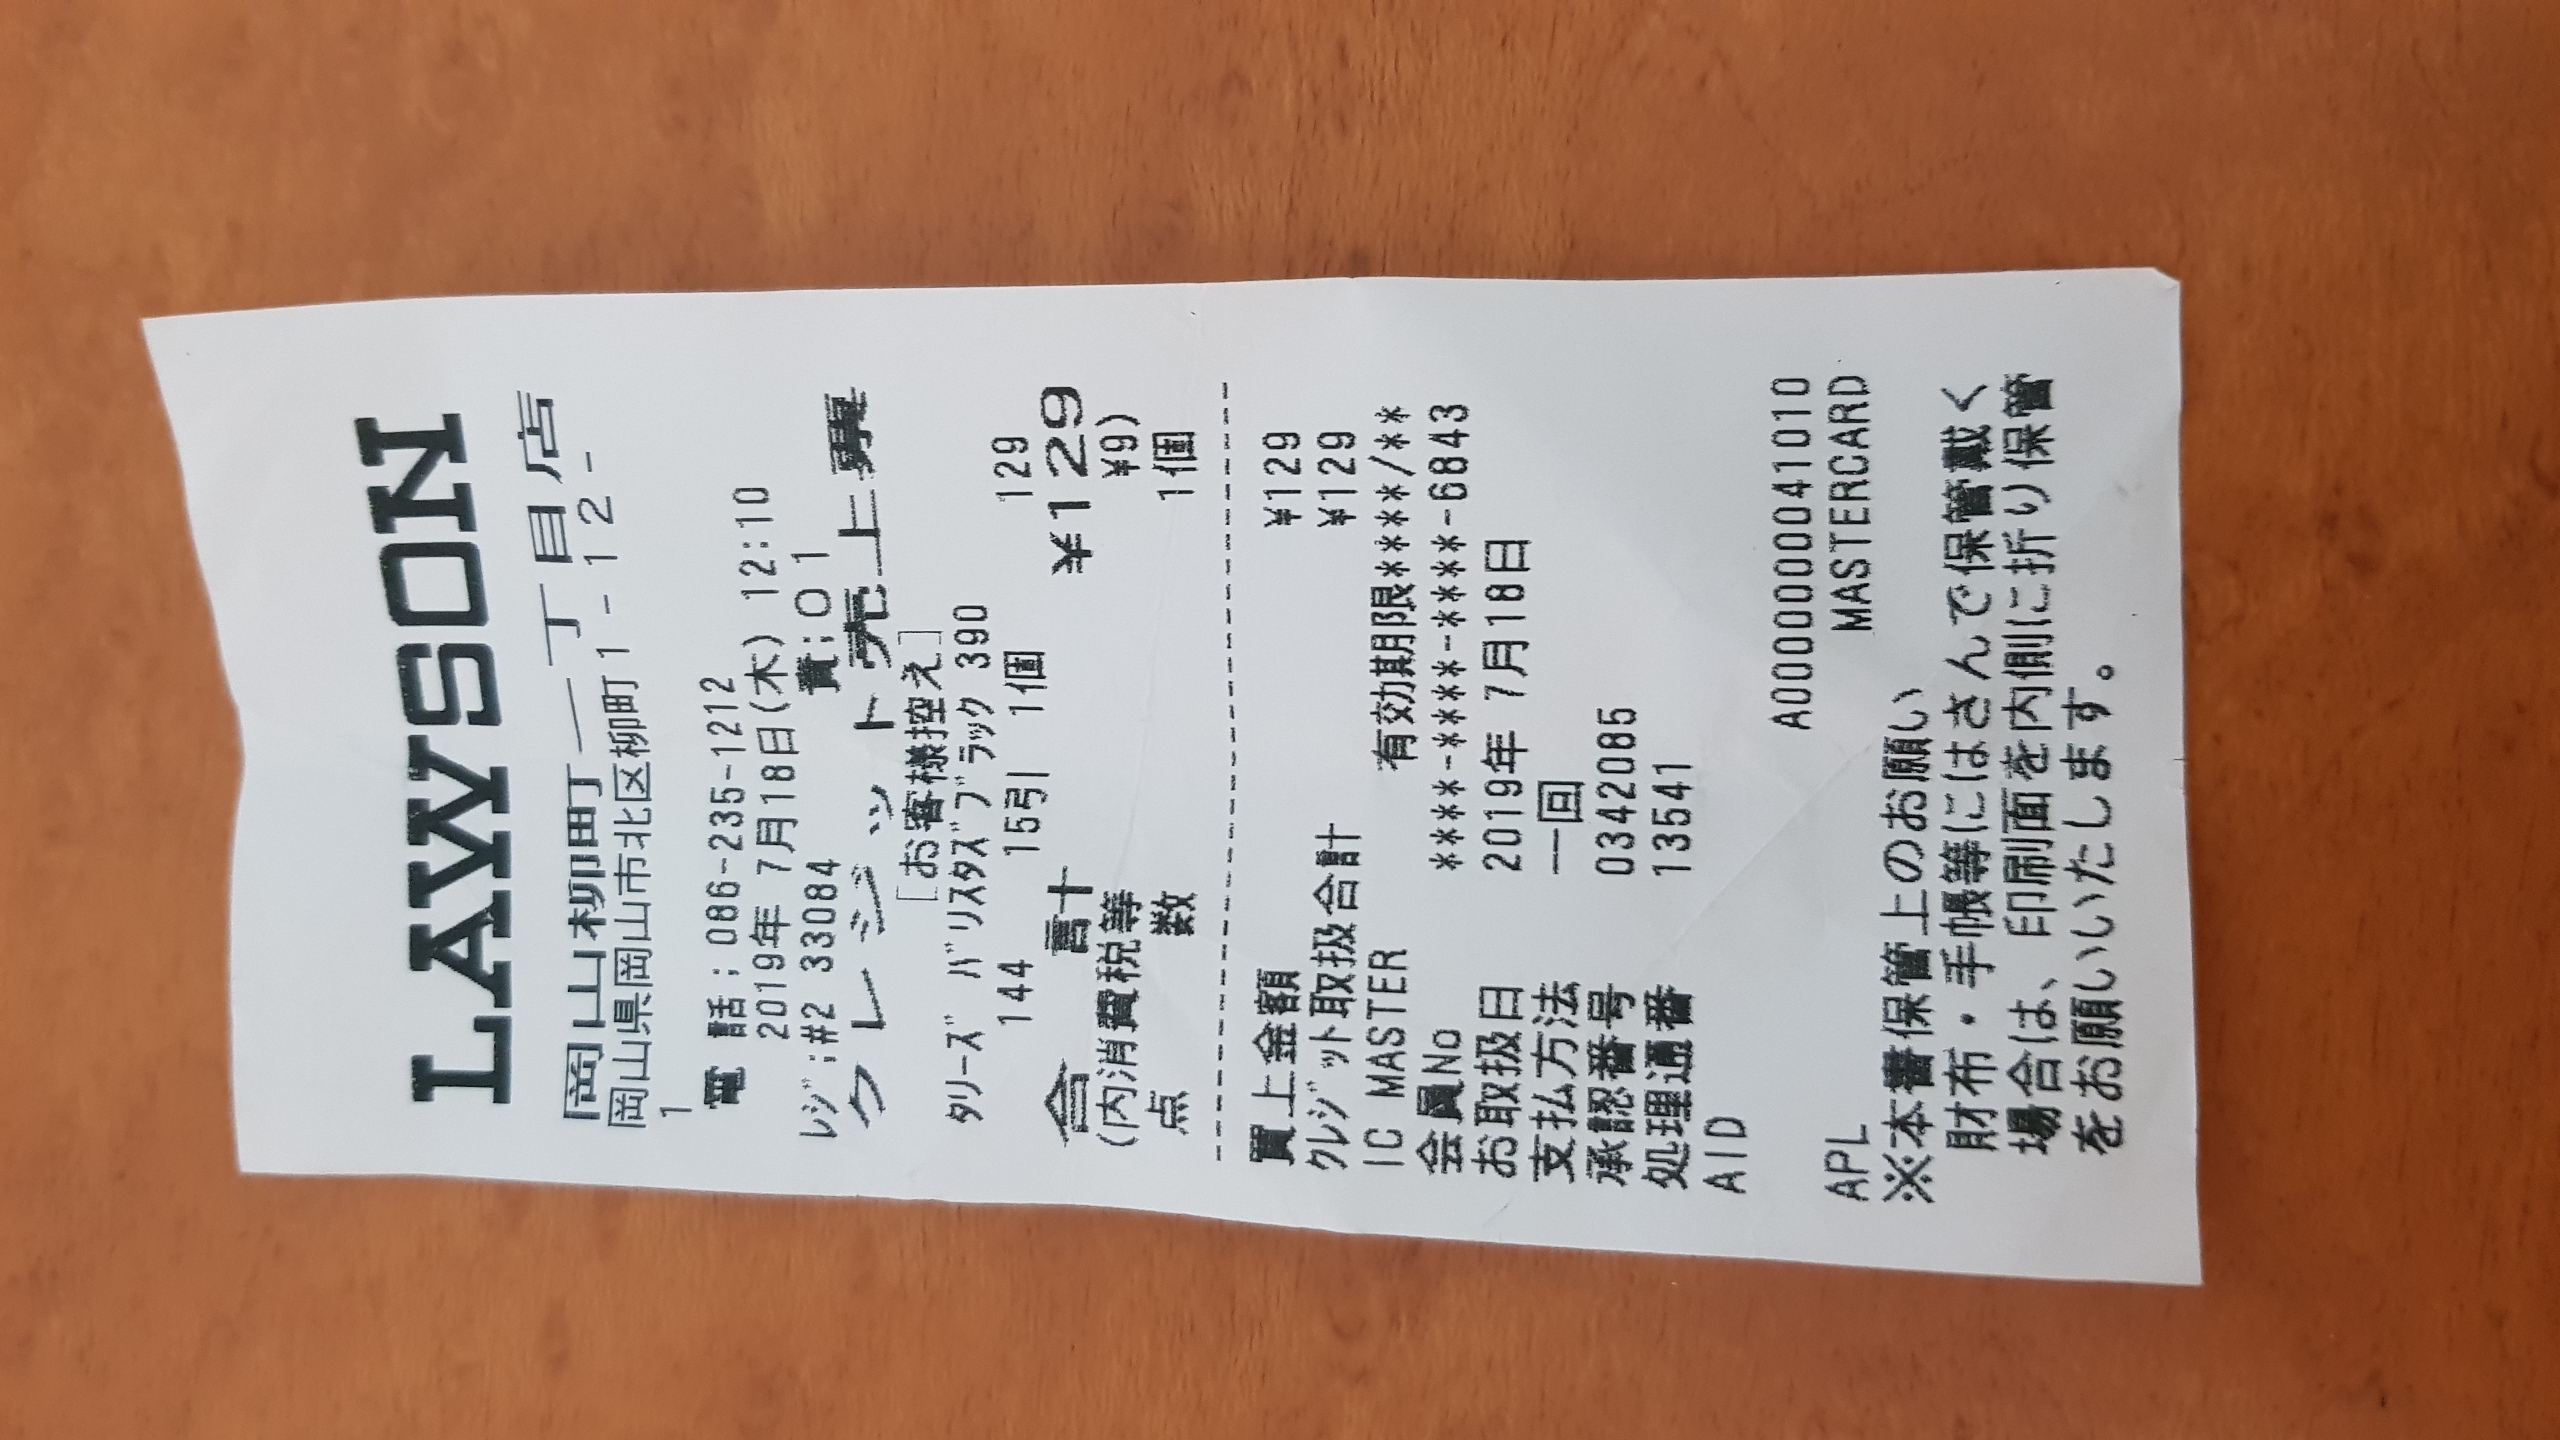 LAWSON
岡山柳町一丁目店
岡山県岡山市北区柳町1-12-
1
電 話:086-235-1212
2019年 7月18日(木) 12:10
レジ:#2 33084 責:01
クレジット売上票
[お客様控え]
タリーズ バリスタズブラック 390
144 15引 1個 129
合 計 ¥129
(内消費税等 ¥9)
点 数 1個
買上金額 ¥129
クレジット取扱合計 ¥129
IC MASTER 有効期限****/**
会員No ****-****-****-6843
お取扱日 2019年 7月18日
支払方法 一回
承認番号 0342085
処理通番 13541
AID
A0000000041010
APL MASTERCARD
※本書保管上のお願い
財布・手帳等にはさんで保管戴く
場合は、印刷面を内側に折り保管
をお願いいたします。